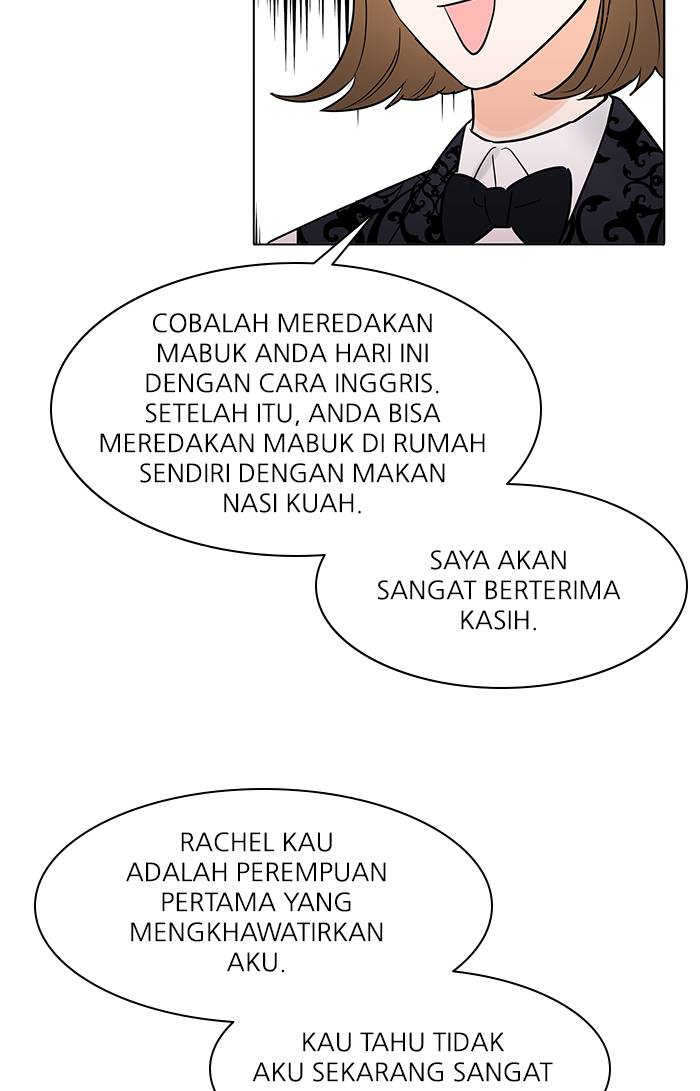 COBALAH MEREDAKAN
MABUK ANDA HARI INI
DENGAN CARA INGGRIS.
SETELAH ITU, ANDA BISA
MEREDAKAN MABUK DI RUMAH
SENDIRI DENGAN MAKAN
NASI KUAH.
SAYA AKAN
SANGAT BERTERIMA
KASIH.
RACHEL KAU
ADALAH PEREMPUAN
PERTAMA YANG
MENGKHAWATIRKAN
AKU.
KAU TAHU TIDAK
AKU SEKARANG SANGAT